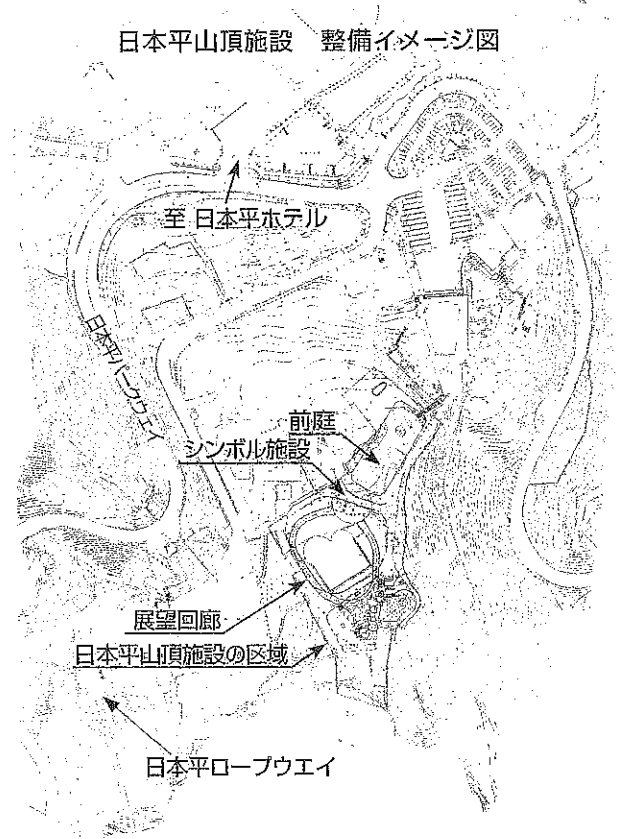 日本平山頂施設　整備イメージ図
至 日本平ホテル
日本平パークウェイ
前庭
シンボル施設
展望回廊
日本平山頂施設の区域
日本平ロープウエイ